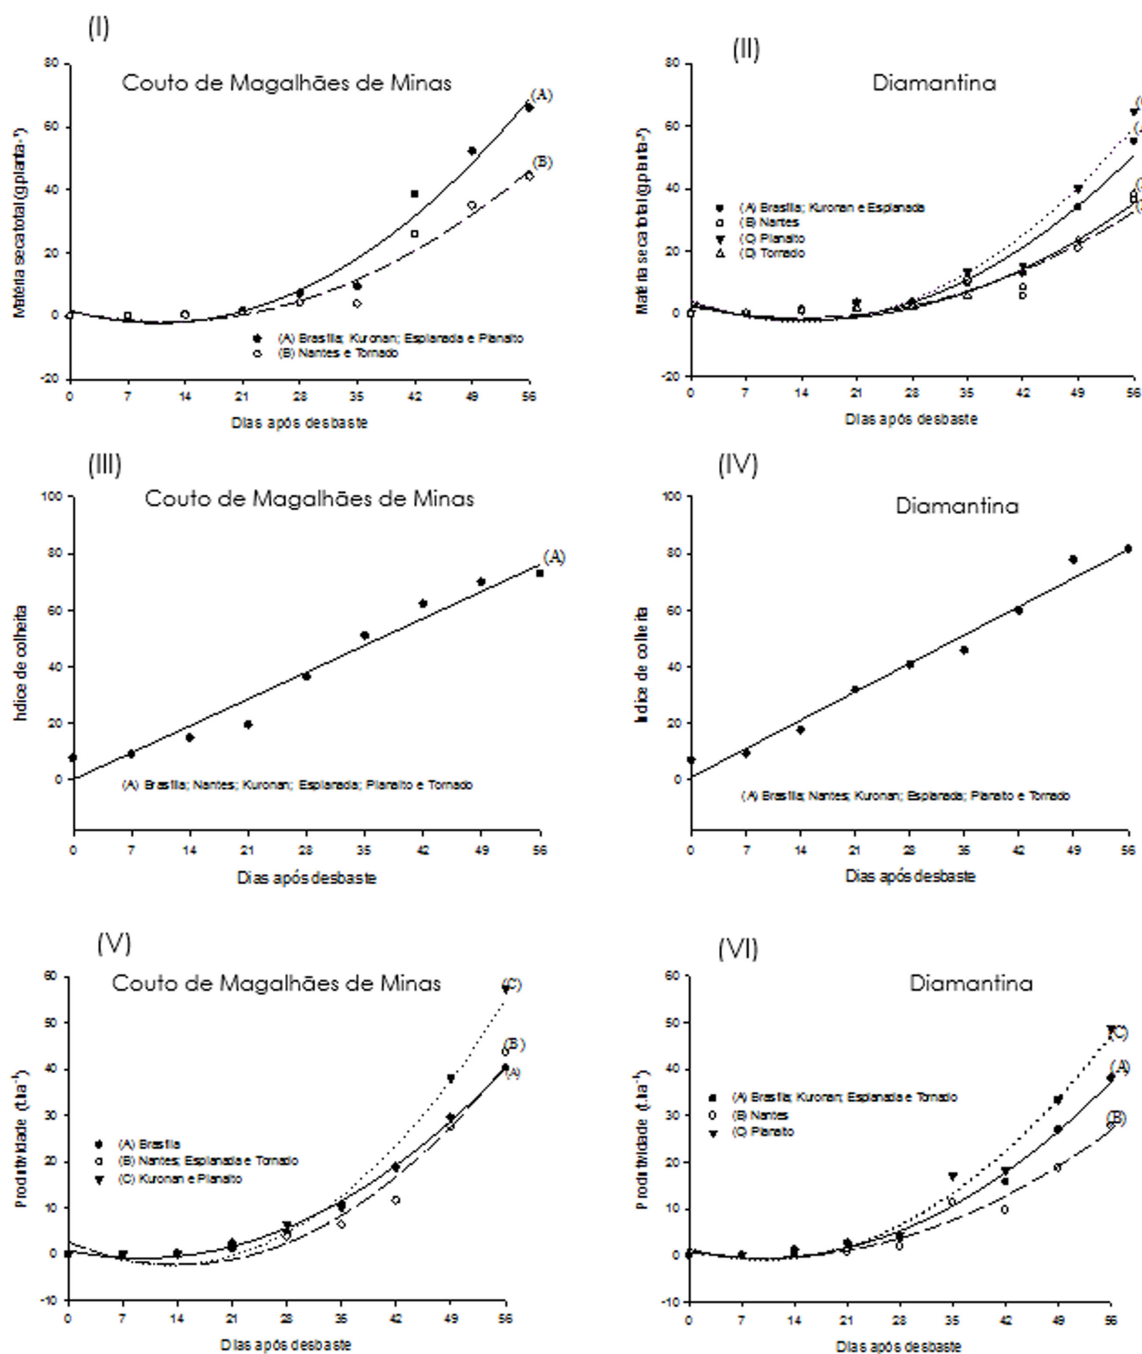 (I)
Couto de Magalhães de Minas
Matéria seca total (g.planta-¹)
80
60
40
20
0
-20
(A)
(B)
(A) Brasília; Kuronan; Esplanada e Planalto
(B) Nantes e Tornado
0 7 14 21 28 35 42 49 56
Dias após desbaste
(II)
Diamantina
Matéria seca total (g.planta-¹)
80
60
40
20
0
-20
(A) Brasília; Kuronan e Esplanada
(B) Nantes
(C) Planalto
(D) Tornado
0 7 14 21 28 35 42 49 56
Dias após desbaste
(III)
Couto de Magalhães de Minas
Índice de colheita
100
80
60
40
20
0
(A)
(A) Brasília; Nantes; Kuronan; Esplanada; Planalto e Tornado
0 7 14 21 28 35 42 49 56
Dias após desbaste
(IV)
Diamantina
Índice de colheita
100
80
60
40
20
0
(A) Brasília; Nantes; Kuronan; Esplanada; Planalto e Tornado
0 7 14 21 28 35 42 49 56
Dias após desbaste
(V)
Couto de Magalhães de Minas
Produtividade (t.ha⁻¹)
60
50
40
30
20
10
0
-10
(C)
(B)
(A)
(A) Brasília
(B) Nantes; Esplanada e Tornado
(C) Kuronan e Planalto
0 7 14 21 28 35 42 49 56
Dias após desbaste
(VI)
Diamantina
Produtividade (t.ha⁻¹)
60
50
40
30
20
10
0
-10
(C)
(A)
(B)
(A) Brasília; Kuronan; Esplanada e Tornado
(B) Nantes
(C) Planalto
0 7 14 21 28 35 42 49 56
Dias após desbaste